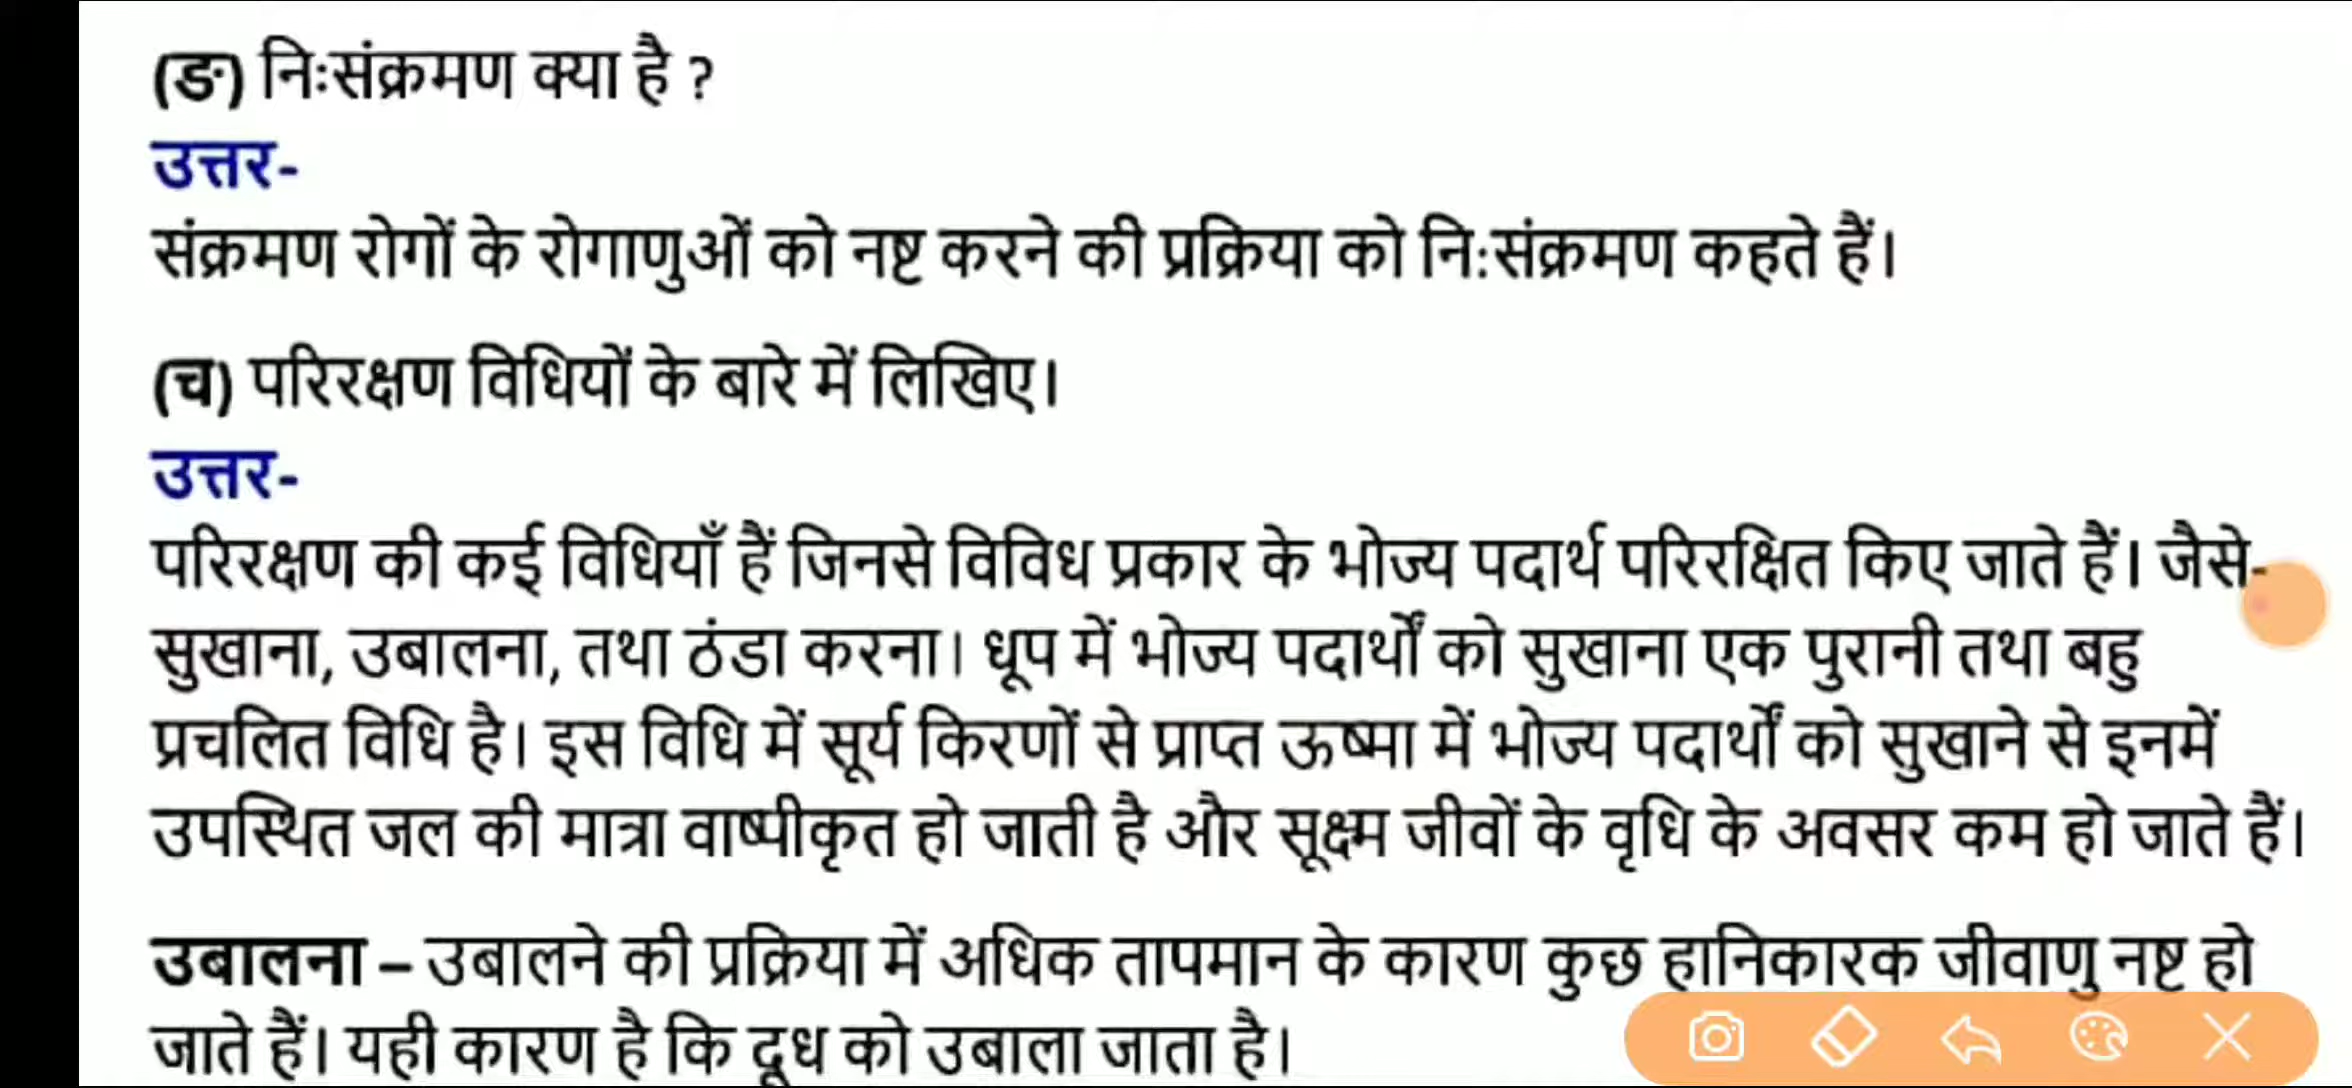 (ङ) निःसंक्रमण क्या है ?
उत्तर-
संक्रमण रोगों के रोगाणुओं को नष्ट करने की प्रक्रिया को नि:संक्रमण कहते हैं।
(च) परिरक्षण विधियों के बारे में लिखिए।
उत्तर-
परिरक्षण की कई विधियाँ हैं जिनसे विविध प्रकार के भोज्य पदार्थ परिरक्षित किए जाते हैं। जैसे-
सुखाना, उबालना, तथा ठंडा करना। धूप में भोज्य पदार्थों को सुखाना एक पुरानी तथा बहु
प्रचलित विधि है। इस विधि में सूर्य किरणों से प्राप्त ऊष्मा में भोज्य पदार्थों को सुखाने से इनमें
उपस्थित जल की मात्रा वाष्पीकृत हो जाती है और सूक्ष्म जीवों के वृधि के अवसर कम हो जाते हैं।
उबालना – उबालने की प्रक्रिया में अधिक तापमान के कारण कुछ हानिकारक जीवाणु नष्ट हो
जाते हैं। यही कारण है कि दूध को उबाला जाता है।